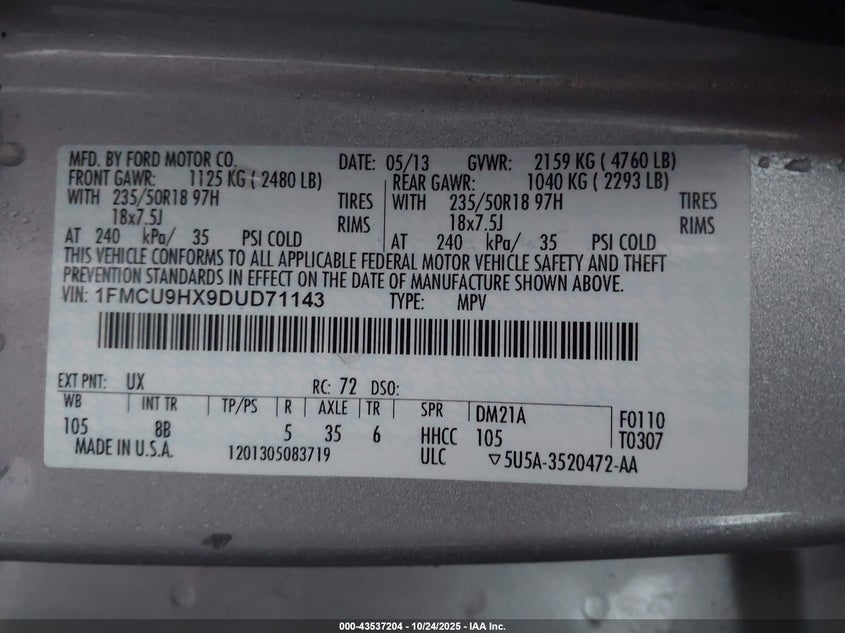 MFD. BY FORD MOTOR CO. DATE: 05/13 GVWR: 2159 KG ( 4760 LB)
FRONT GAWR: 1125 KG ( 2480 LB) REAR GAWR: 1040 KG ( 2293 LB)
WITH 235/50R18 97H TIRES WITH 235/50R18 97H TIRES
18x7.5J RIMS 18x7.5J RIMS
AT 240 kPa/ 35 PSI COLD AT 240 kPa/ 35 PSI COLD
THIS VEHICLE CONFORMS TO ALL APPLICABLE FEDERAL MOTOR VEHICLE SAFETY AND THEFT
PREVENTION STANDARDS IN EFFECT ON THE DATE OF MANUFACTURE SHOWN ABOVE.
VIN: 1FMCU9HX9DUD71143 TYPE: MPV
EXT PNT: UX RC: 72 DSO:
WB INT TR TP/PS R AXLE TR SPR DM21A F0110
105 8B 5 35 6 HHCC 105 T0307
MADE IN U.S.A. 1201305083719 ULC ▽5U5A-3520472-AA
000-43537204 - 10/24/2025 - IAA Inc.